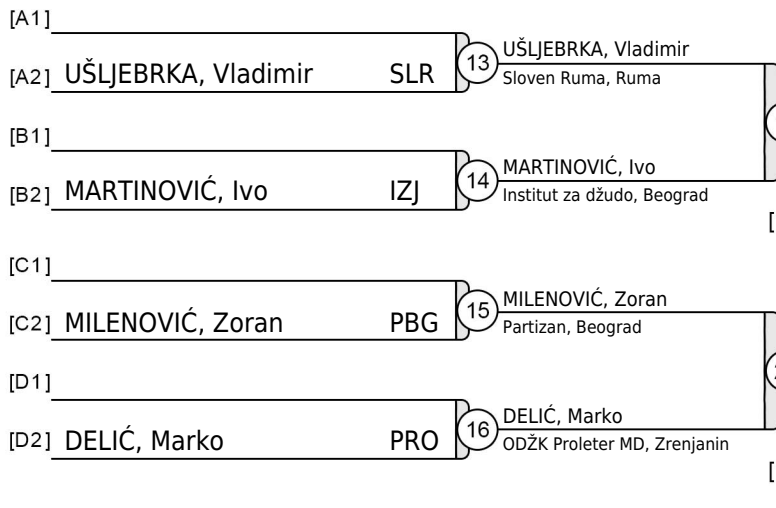 [A1]
[A2] UŠLJEBRKA, Vladimir SLR
13
UŠLJEBRKA, Vladimir
Sloven Ruma, Ruma
[B1]
[B2] MARTINOVIĆ, Ivo IZJ
14
MARTINOVIĆ, Ivo
Institut za džudo, Beograd
[
[C1]
[C2] MILENOVIĆ, Zoran PBG
15
MILENOVIĆ, Zoran
Partizan, Beograd
[D1]
[D2] DELIĆ, Marko PRO
16
DELIĆ, Marko
ODŽK Proleter MD, Zrenjanin
[